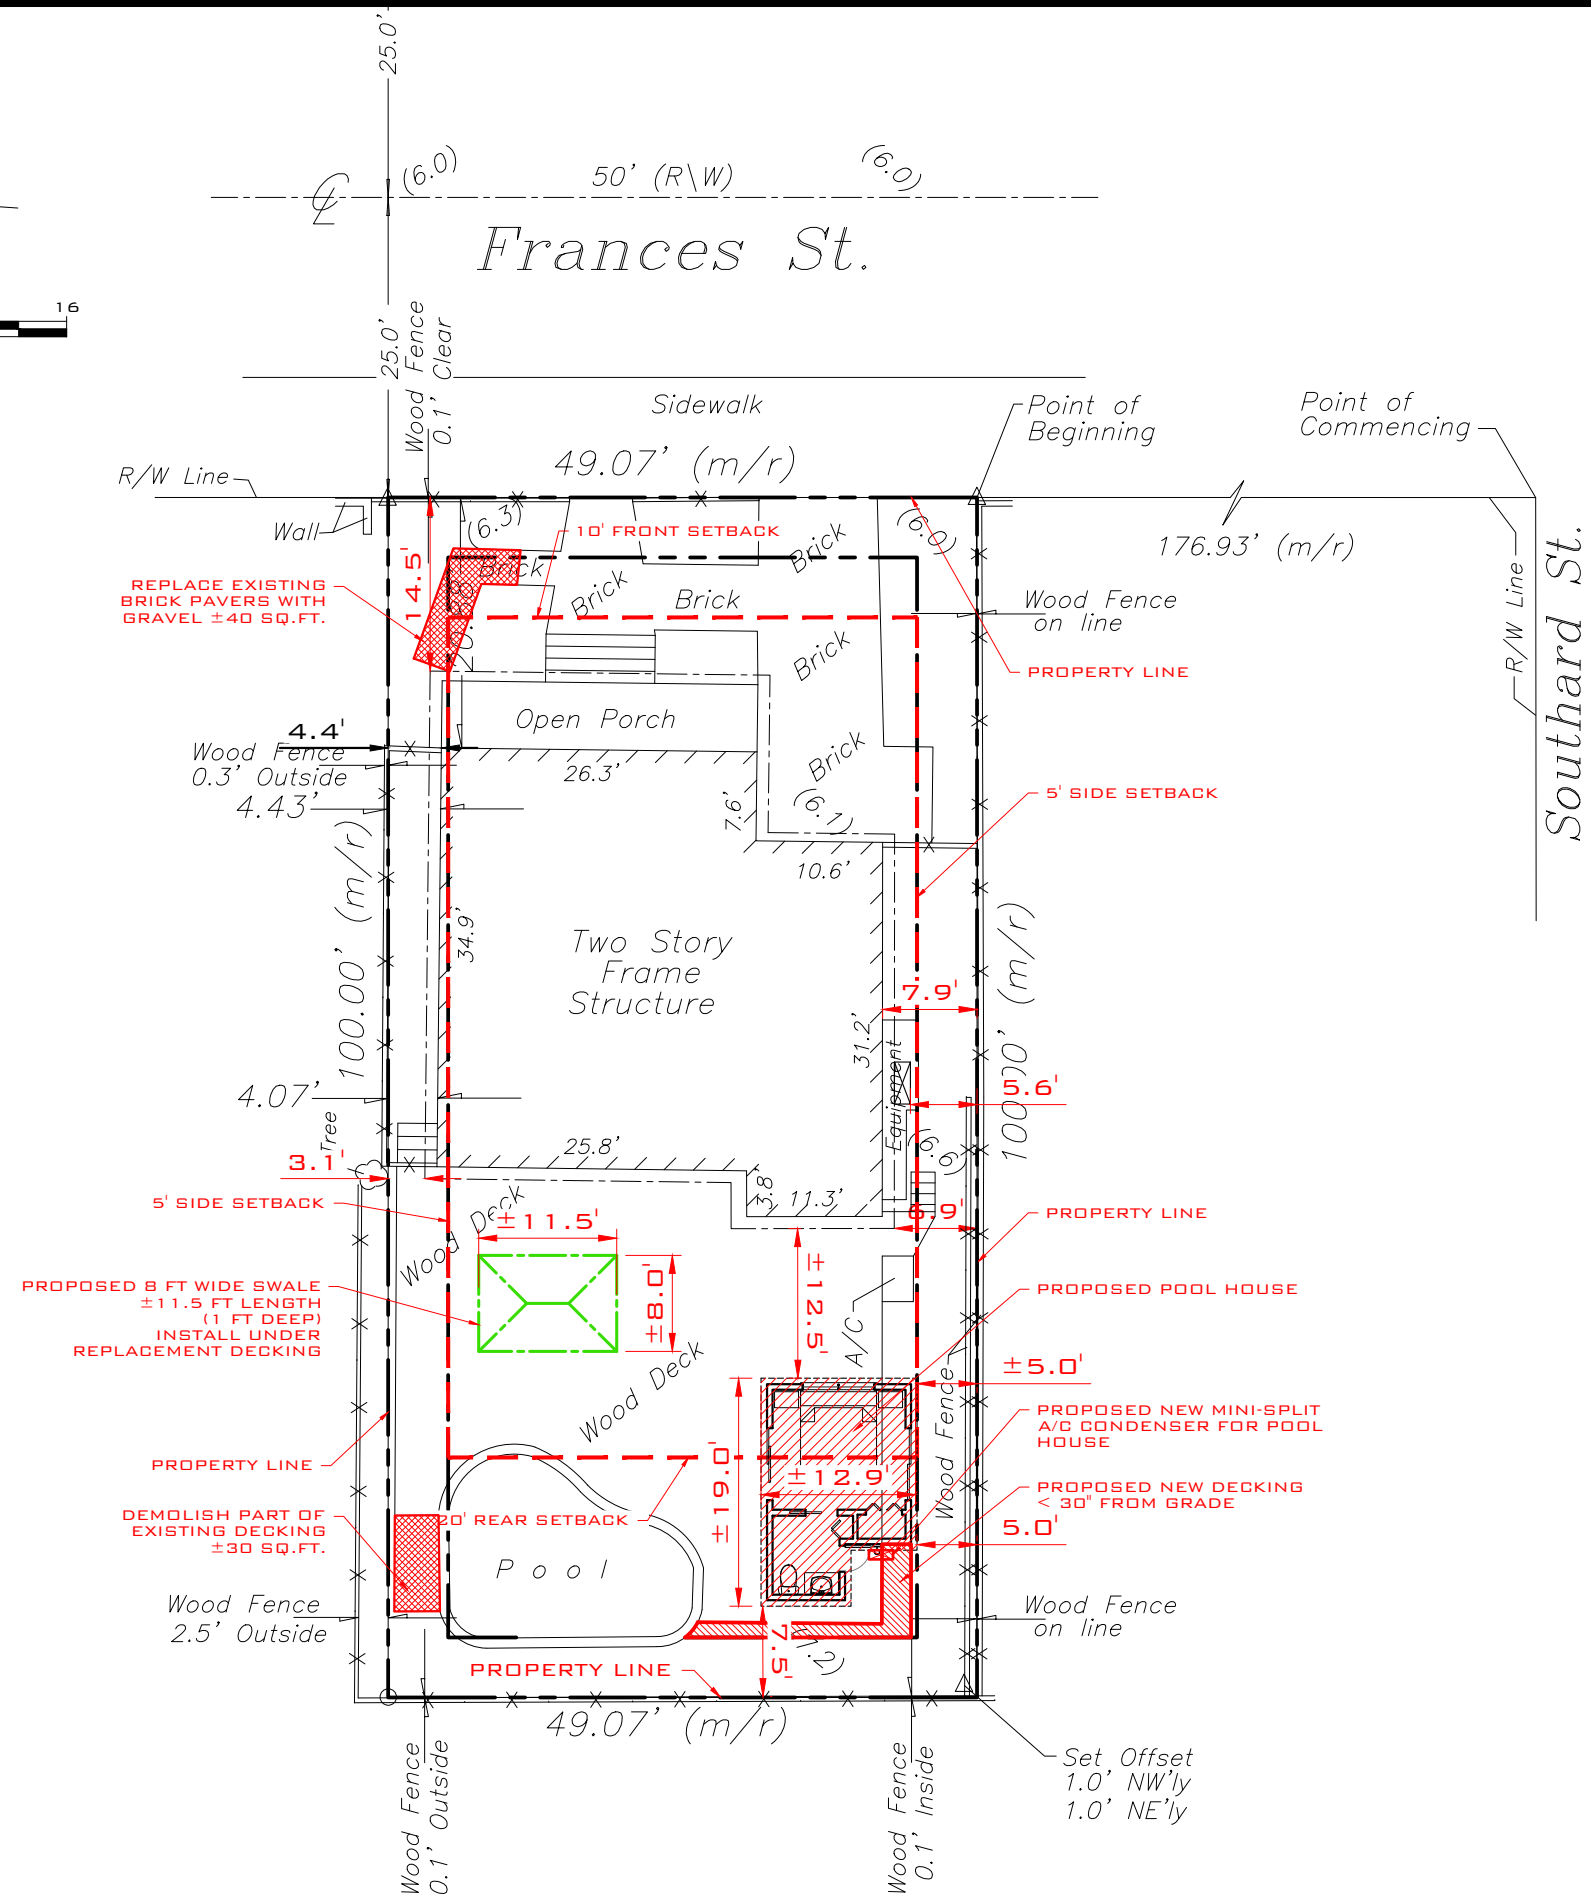 25.0'
(6.0)
50' (R\W)
(6.0)
Frances St.
16
25.0'
Wood Fence
0.1' Clear
Sidewalk
49.07' (m/r)
Point of
Beginning
Point of
Commencing
R/W Line
Wall
(6.3)
10' FRONT SETBACK
Brick
(6.0)
176.93' (m/r)
R/W Line
Southard St.
14.5'
Brick
Brick
Brick
REPLACE EXISTING
BRICK PAVERS WITH
GRAVEL ±40 SQ.FT.
Wood Fence
on line
Brick
PROPERTY LINE
Open Porch
4.4'
Wood Fence
0.3' Outside
4.43'
26.3'
Brick
7.6'
(6.1)
5' SIDE SETBACK
10.6'
100.00' (m/r)
34.9'
Two Story
Frame
Structure
7.9'
31.2'
Equipment
100.00' (m/r)
5.6'
4.07'
Tree
25.8'
(6.6)
3.1'
3.8'
11.3'
5' SIDE SETBACK
Wood Deck
±11.5'
6.9'
PROPERTY LINE
PROPOSED 8 FT WIDE SWALE
±11.5 FT LENGTH
(1 FT DEEP)
INSTALL UNDER
REPLACEMENT DECKING
±8.0'
±12.5'
A/C
PROPOSED POOL HOUSE
Wood Deck
±5.0'
Wood Fence
PROPOSED NEW MINI-SPLIT
A/C CONDENSER FOR POOL
HOUSE
PROPERTY LINE
±19.0'
±12.9'
PROPOSED NEW DECKING
< 30" FROM GRADE
DEMOLISH PART OF
EXISTING DECKING
±30 SQ.FT.
20' REAR SETBACK
5.0'
Pool
Wood Fence
2.5' Outside
Wood Fence
on line
7.5'
PROPERTY LINE
49.07' (m/r)
Wood Fence
0.1' Outside
Wood Fence
0.1' Inside
Set Offset
1.0' NW'ly
1.0' NE'ly